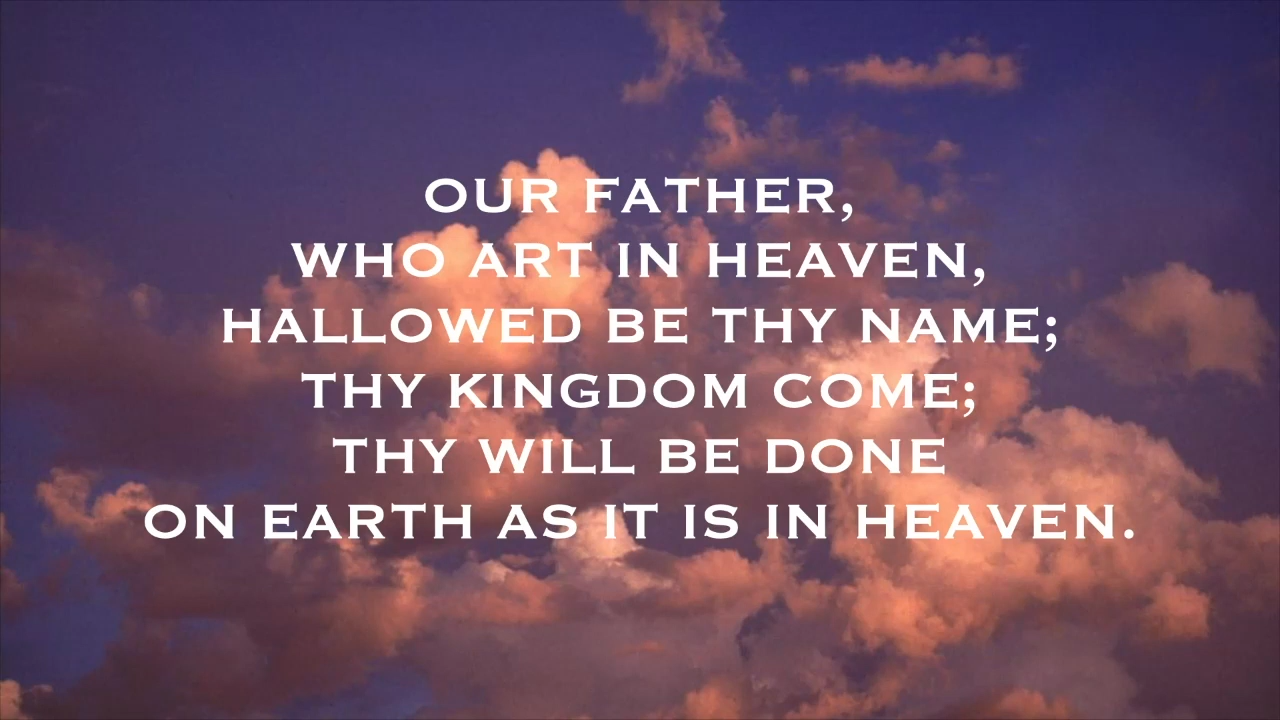 OUR FATHER,
WHO ART IN HEAVEN,
HALLOWED BE THY NAME;
THY KINGDOM COME;
THY WILL BE DONE
ON EARTH AS IT IS IN HEAVEN.